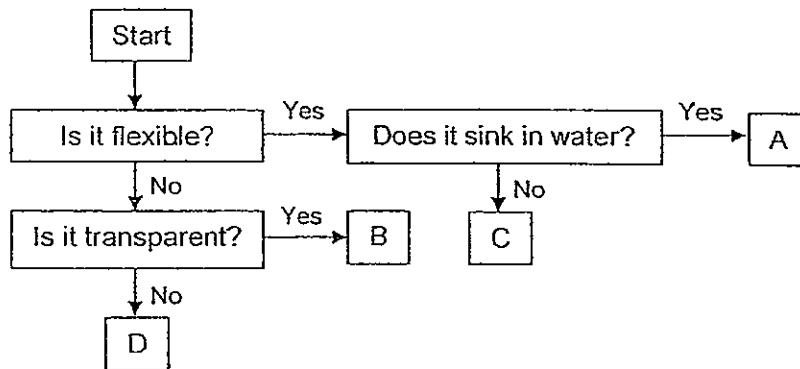 Start
Is it flexible?
Yes
Does it sink in water?
Yes
A
No
No
Is it transparent?
Yes
B
C
No
D